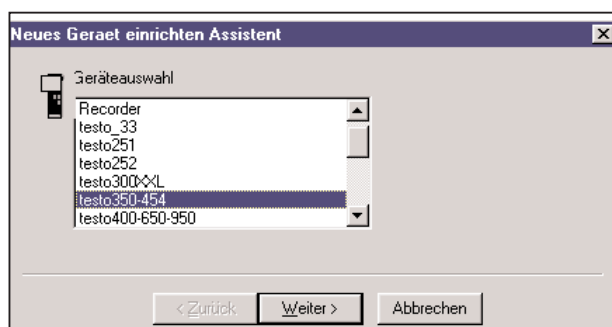 Neues Geraet einrichten Assistent
Geräteauswahl
Recorder
testo_33
testo251
testo252
testo300XXL
testo350-454
testo400-650-950
< Zurück
Weiter >
Abbrechen